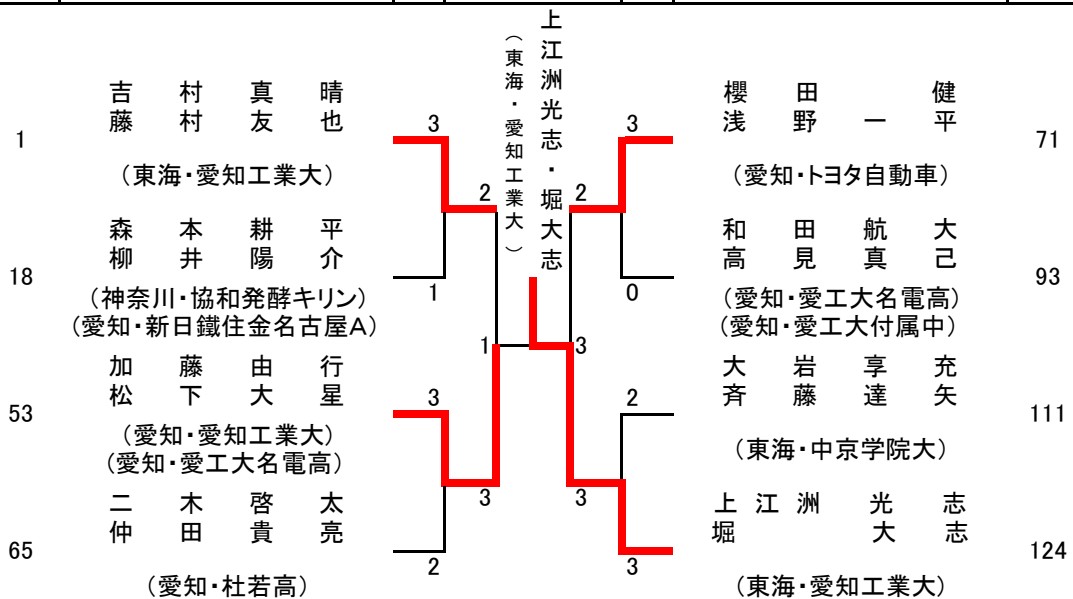 上江洲光志・堀大志
（東海・愛知工業大）
1
吉村真晴
藤村友也
（東海・愛知工業大）
3
18
森本耕平
柳井陽介
（神奈川・協和発酵キリン）
（愛知・新日鐵住金名古屋A）
1
2
53
加藤由行
松下大星
（愛知・愛知工業大）
（愛知・愛工大名電高）
3
65
二木啓太
仲田貴亮
（愛知・杜若高）
2
3
1
3
櫻田健
浅野一平
（愛知・トヨタ自動車）
71
3
和田航大
高見真己
（愛知・愛工大名電高）
（愛知・愛工大付属中）
93
0
2
大岩享充
斉藤達矢
（東海・中京学院大）
111
2
上江洲光志
堀大志
（東海・愛知工業大）
124
3
3